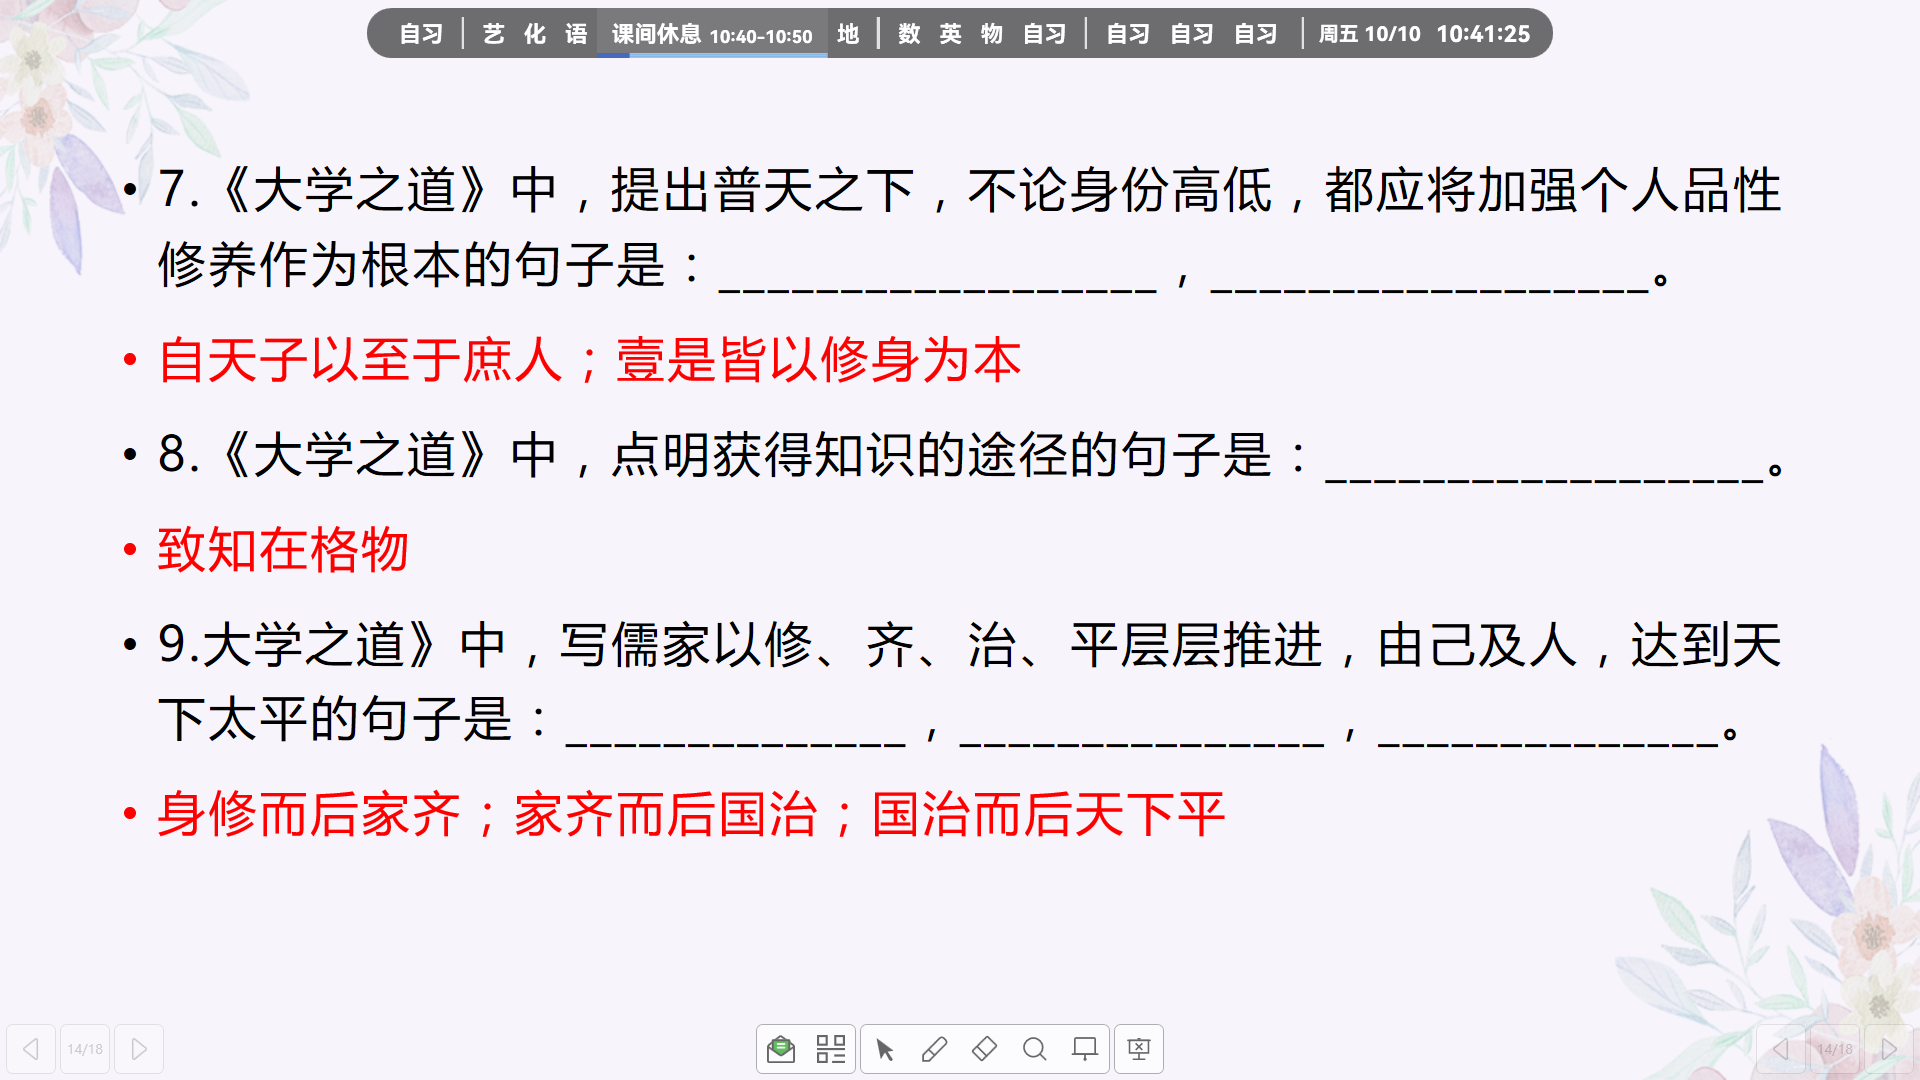 自习 艺 化 语 课间休息 10:40-10:50 地 数 英 物 自习 自习 自习 自习 周五 10/10 10:41:25
• 7.《大学之道》中，提出普天之下，不论身份高低，都应将加强个人品性
修养作为根本的句子是：__________________，__________________。
• 自天子以至于庶人；壹是皆以修身为本
• 8.《大学之道》中，点明获得知识的途径的句子是：__________________。
• 致知在格物
• 9.大学之道》中，写儒家以修、齐、治、平层层推进，由己及人，达到天
下太平的句子是：______________，_______________，______________。
• 身修而后家齐；家齐而后国治；国治而后天下平
14/18 14/18